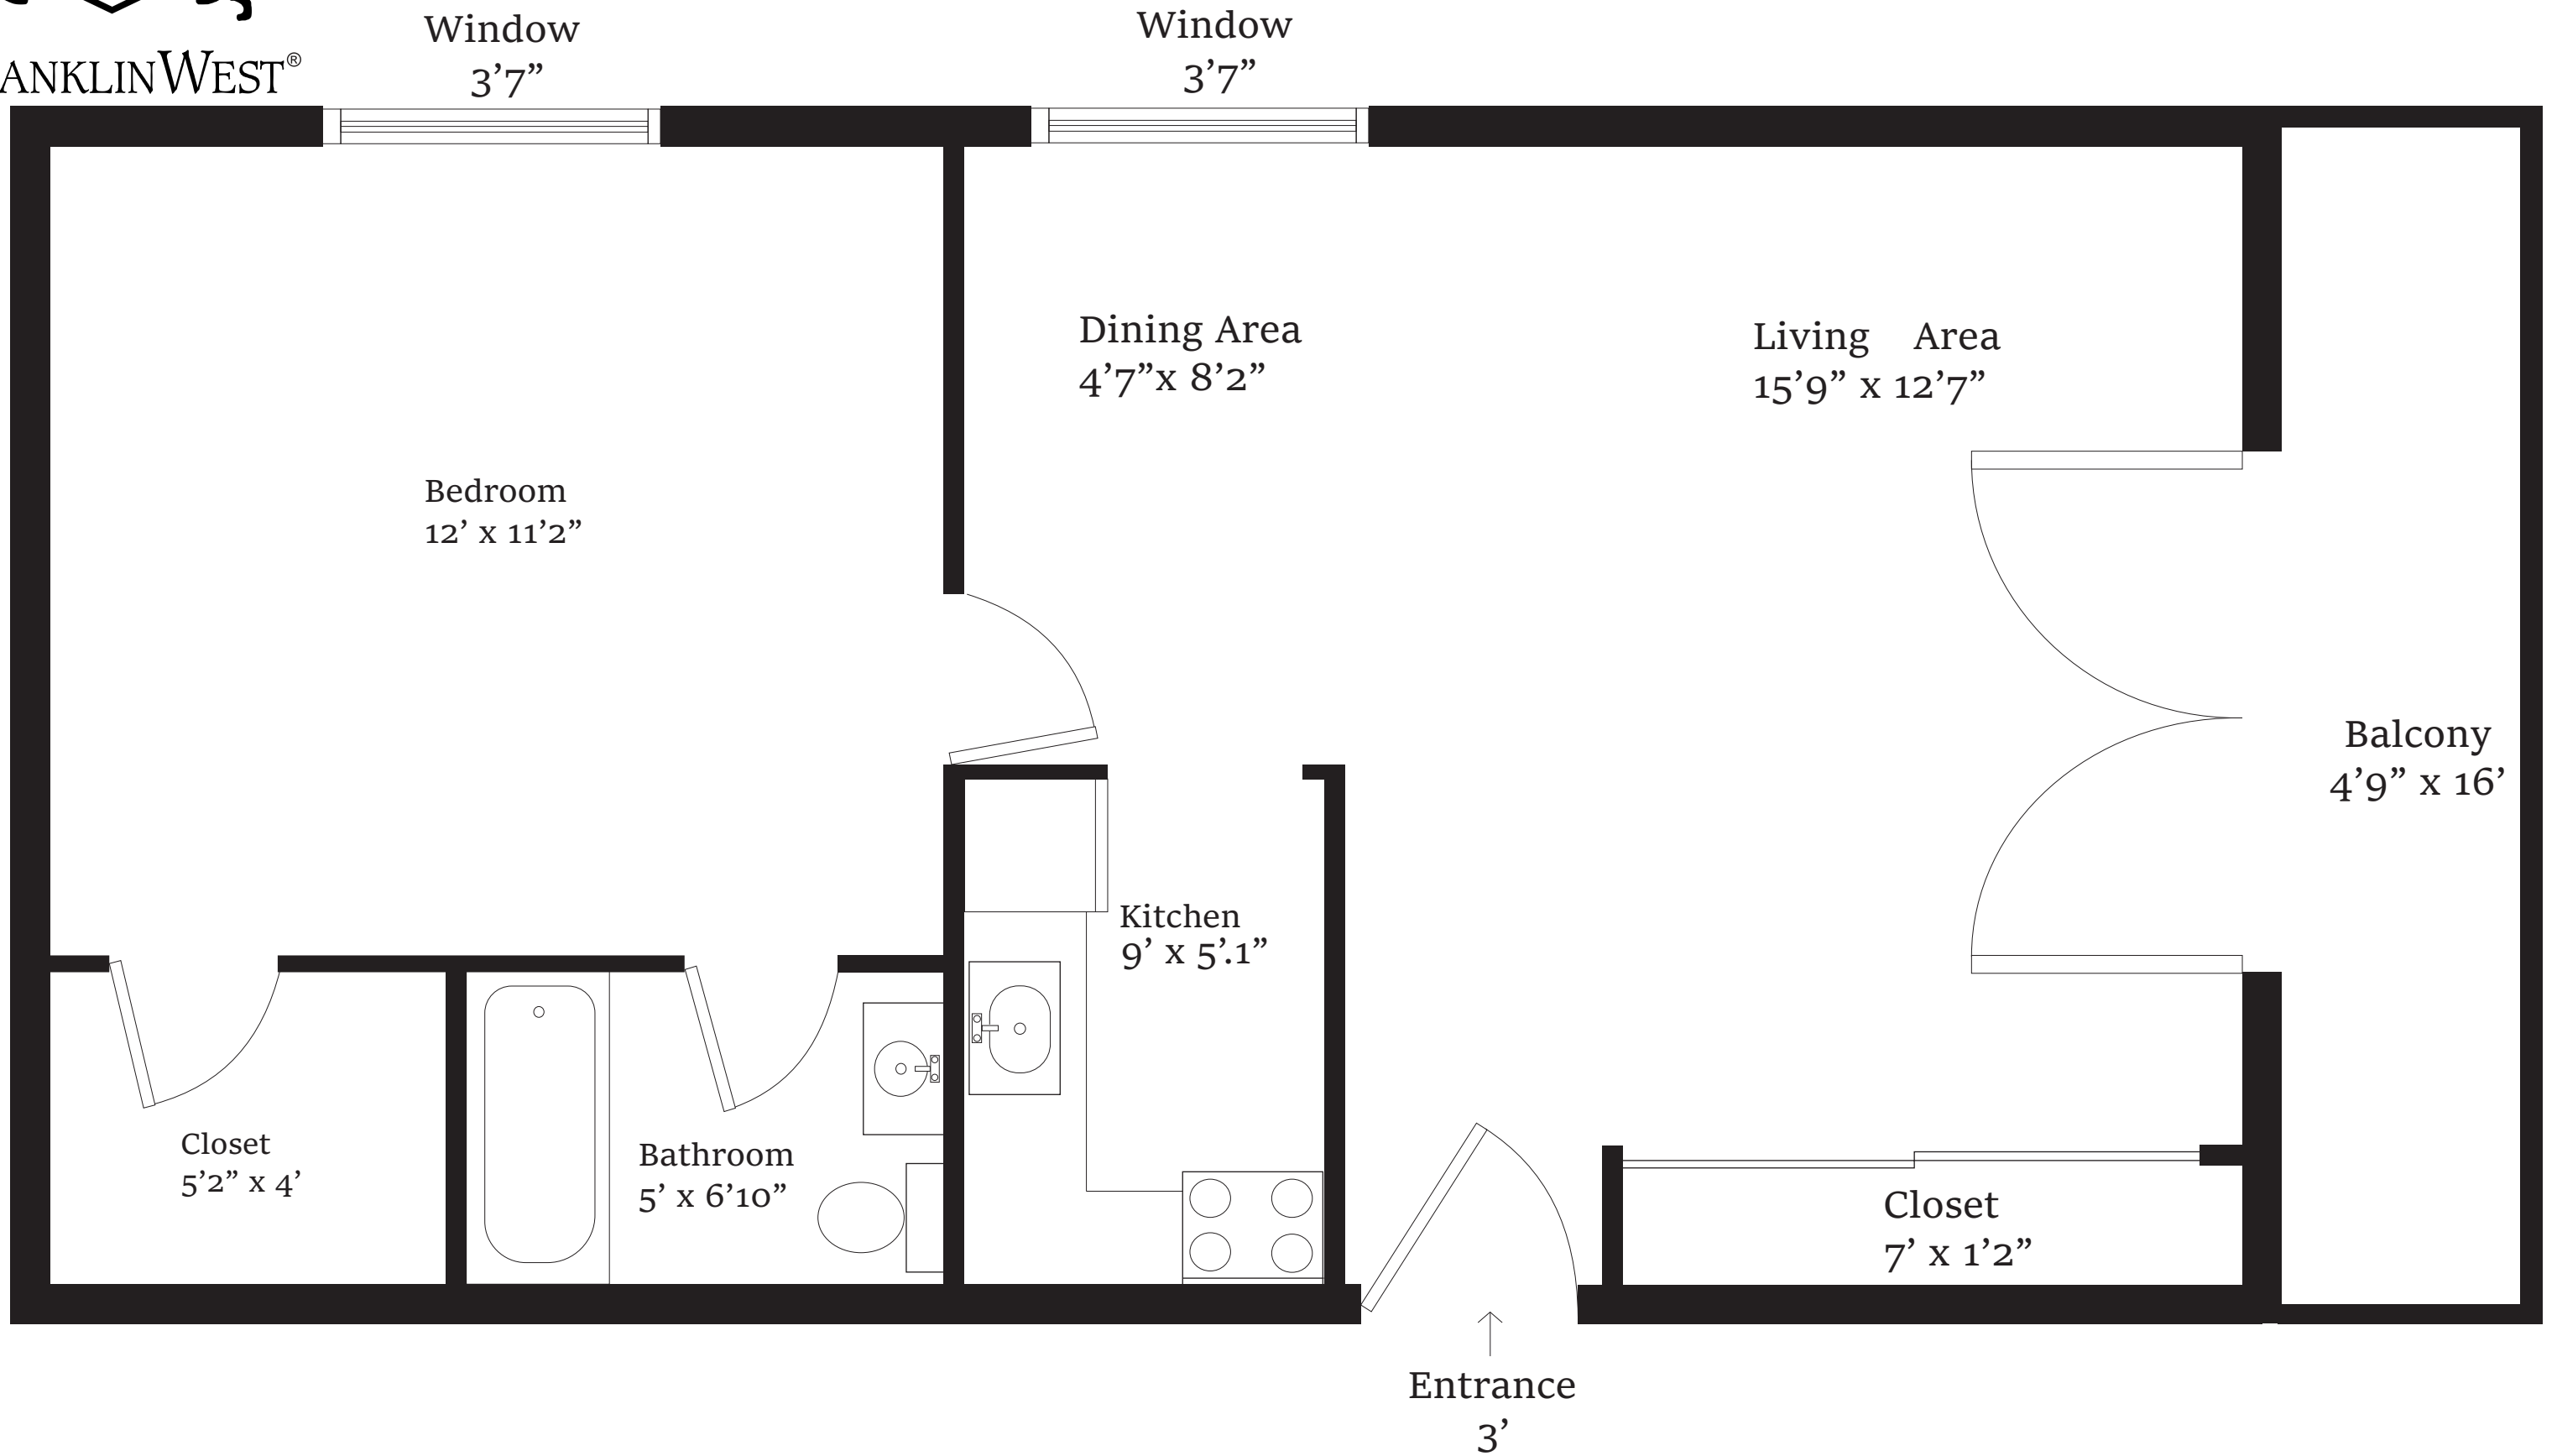 ANKLINWEST®
Window
3’7”
Window
3’7”
Dining Area
4’7”x 8’2”
Living Area
15’9” x 12’7”
Bedroom
12’ x 11’2”
Balcony
4’9” x 16’
Kitchen
9’ x 5’.1”
Closet
5’2” x 4’
Bathroom
5’ x 6’10”
Closet
7’ x 1’2”
Entrance
3’